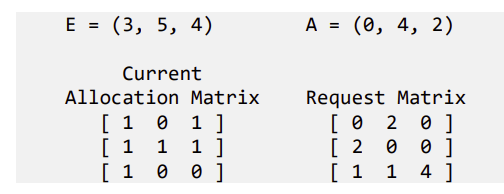 E = (3, 5, 4) A = (0, 4, 2)
Current
Allocation Matrix Request Matrix
[ 1 0 1 ] [ 0 2 0 ]
[ 1 1 1 ] [ 2 0 0 ]
[ 1 0 0 ] [ 1 1 4 ]